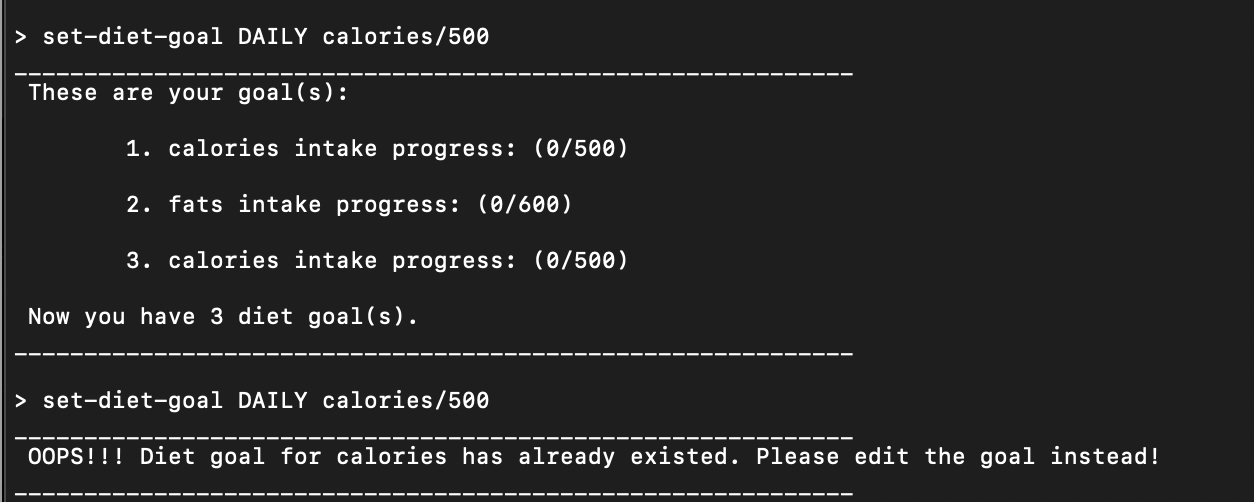 > set-diet-goal DAILY calories/500
____________________________________________________________
These are your goal(s):
1. calories intake progress: (0/500)
2. fats intake progress: (0/600)
3. calories intake progress: (0/500)
Now you have 3 diet goal(s).
____________________________________________________________
> set-diet-goal DAILY calories/500
____________________________________________________________
OOPS!!! Diet goal for calories has already existed. Please edit the goal instead!
____________________________________________________________